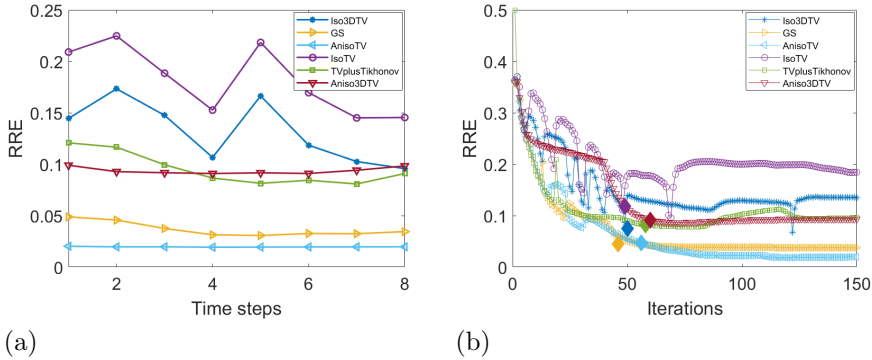 0.25
0.2
0.15
0.1
0.05
0
RRE
2
4
6
8
Time steps
Iso3DTV
GS
AnisoTV
IsoTV
TVplusTikhonov
Aniso3DTV
(a)
0.5
0.4
0.3
0.2
0.1
0
RRE
0
50
100
150
Iterations
Iso3DTV
GS
AnisoTV
IsoTV
TVplusTikhonov
Aniso3DTV
(b)